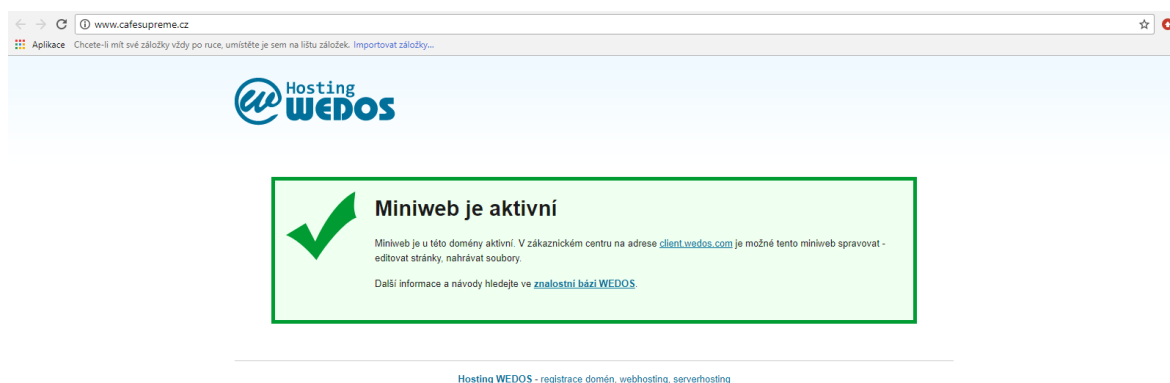 www.cafesupreme.cz
Aplikace Chcete-li mít své záložky vždy po ruce, umístěte je sem na lištu záložek. Importovat záložky...
Hosting
WEDOS
Miniweb je aktivní
Miniweb je u této domény aktivní. V zákaznickém centru na adrese client.wedos.com je možné tento miniweb spravovat -
editovat stránky, nahrávat soubory.
Další informace a návody hledejte ve znalostní bázi WEDOS.
Hosting WEDOS - registrace domén, webhosting, serverhosting